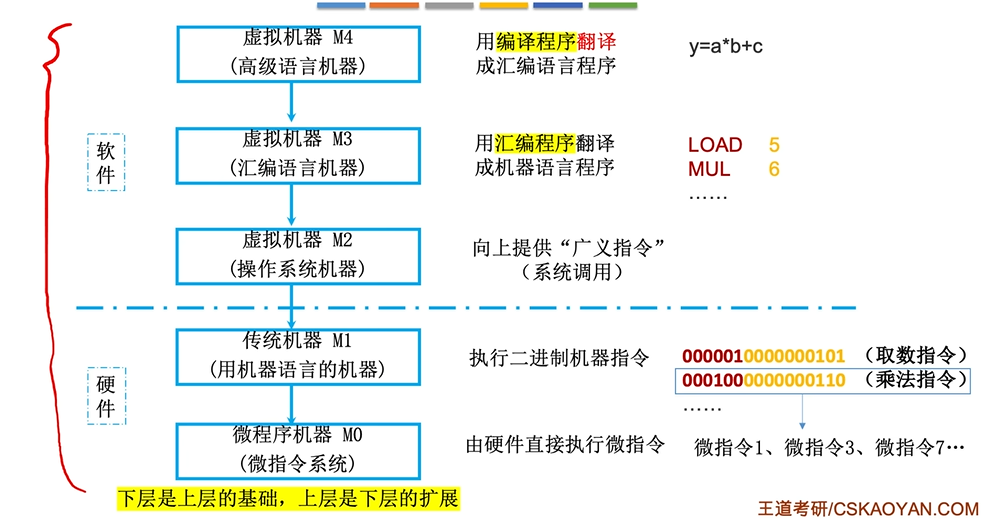 虚拟机器 M4
(高级语言机器)
用编译程序翻译
成汇编语言程序
y=a*b+c
软件
虚拟机器 M3
(汇编语言机器)
用汇编程序翻译
成机器语言程序
LOAD 5
MUL 6
……
虚拟机器 M2
(操作系统机器)
向上提供“广义指令”
(系统调用)
硬件
传统机器 M1
(用机器语言的机器)
执行二进制机器指令
0000010000000101 (取数指令)
0001000000000110 (乘法指令)
……
微程序机器 M0
(微指令系统)
由硬件直接执行微指令
微指令1、微指令3、微指令7…
下层是上层的基础，上层是下层的扩展
王道考研/CSKAOYAN.COM